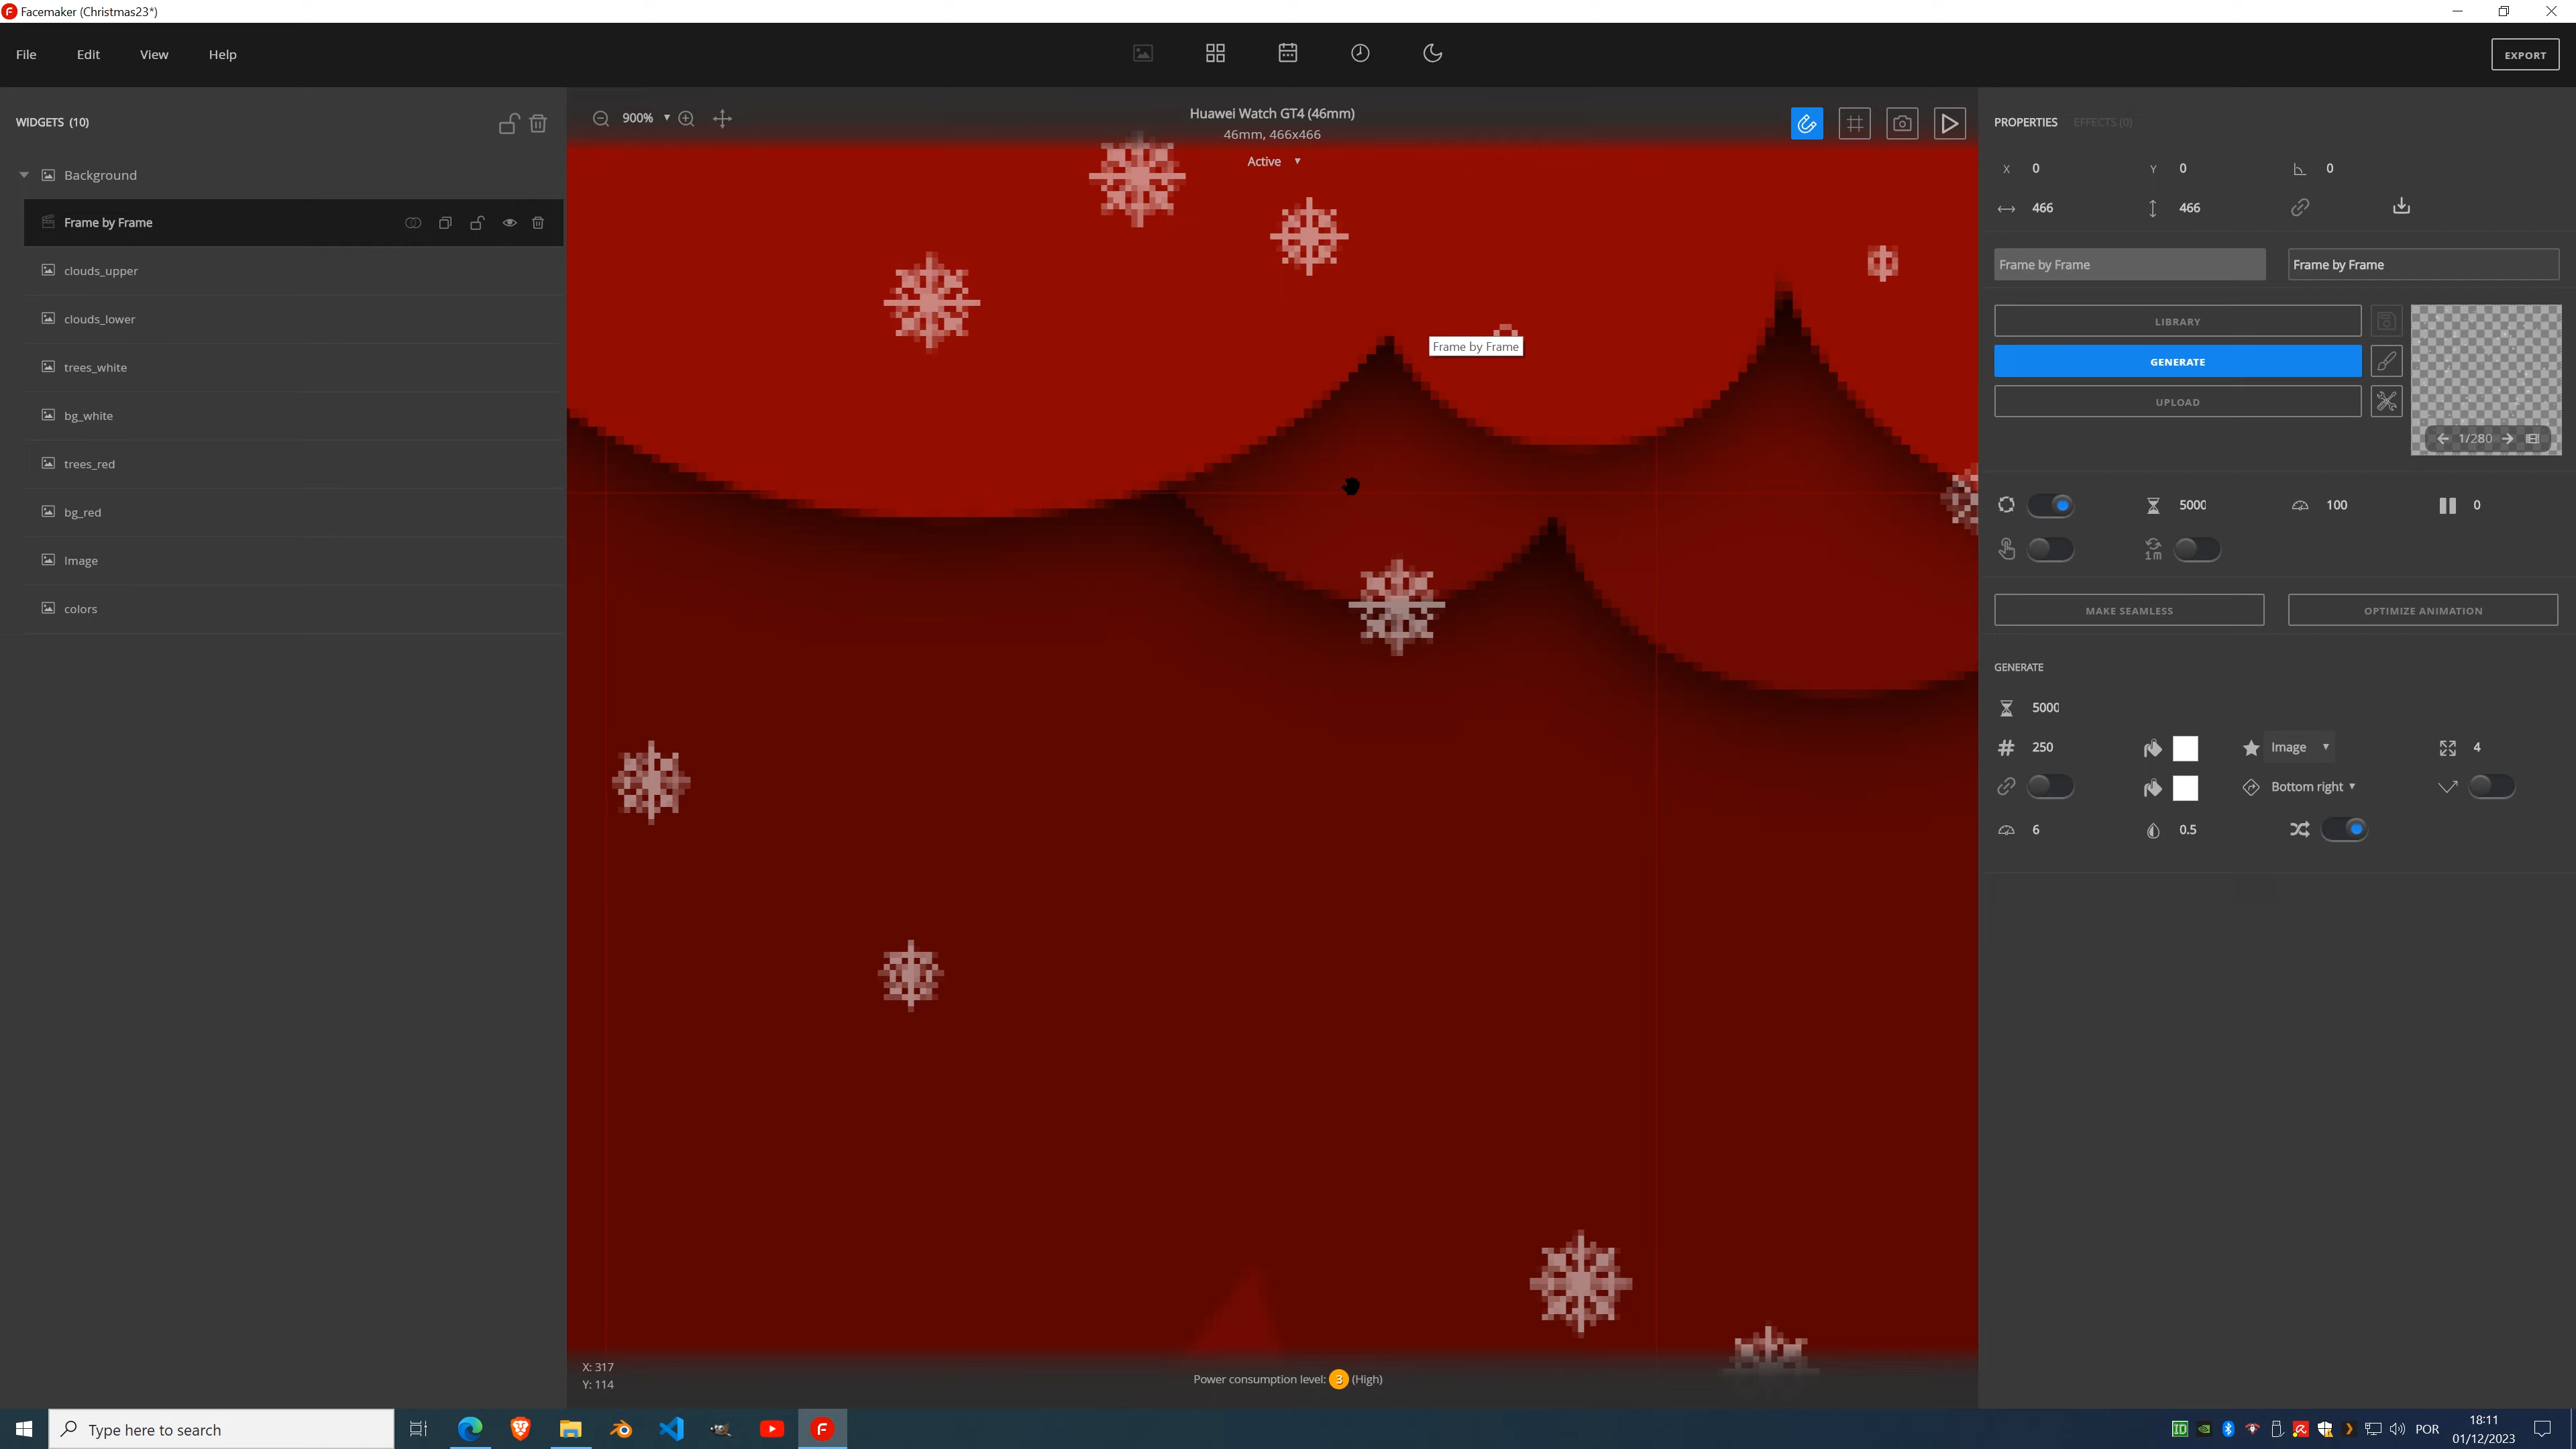 Facemaker (Christmas23*)
File Edit View Help
EXPORT
WIDGETS (10)
900%
Huawei Watch GT4 (46mm)
46mm, 466x466
Active
PROPERTIES EFFECTS (0)
X 0 Y 0 0
466 466
Background
Frame by Frame
clouds_upper
clouds_lower
trees_white
bg_white
trees_red
bg_red
Image
colors
Frame by Frame
Frame by Frame Frame by Frame
LIBRARY
GENERATE
UPLOAD
1/280
5000 100 0
1m
MAKE SEAMLESS OPTIMIZE ANIMATION
GENERATE
5000
# 250 Image 4
Bottom right
6 0.5
X: 317
Y: 114
Power consumption level: 3 (High)
Type here to search
F
ID
POR
18:11
01/12/2023